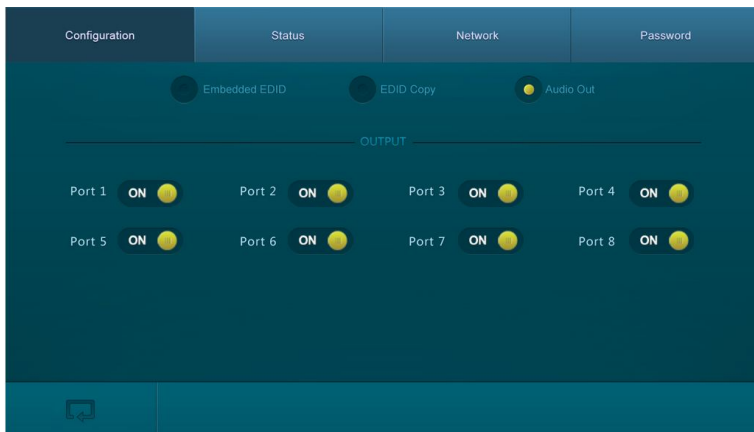 Configuration Status Network Password
Embedded EDID EDID Copy Audio Out
OUTPUT
Port 1 ON Port 2 ON Port 3 ON Port 4 ON
Port 5 ON Port 6 ON Port 7 ON Port 8 ON